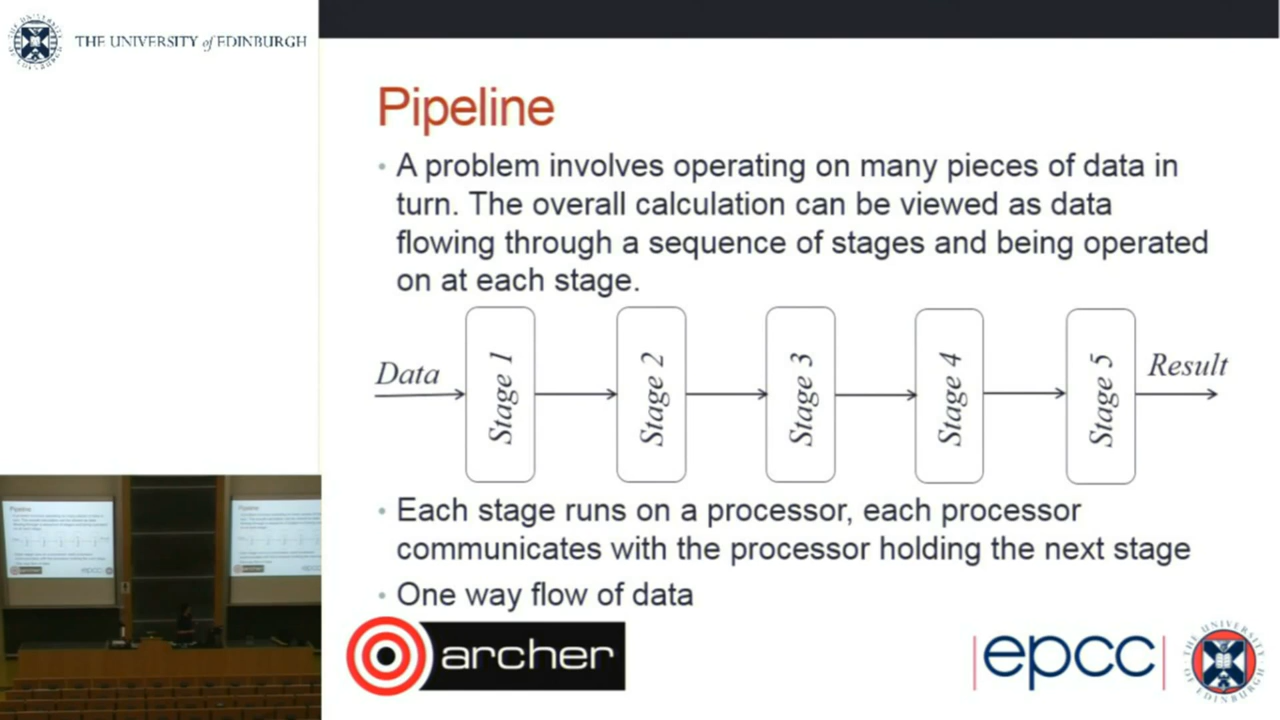 THE UNIVERSITY of EDINBURGH
Pipeline
• A problem involves operating on many pieces of data in
turn. The overall calculation can be viewed as data
flowing through a sequence of stages and being operated
on at each stage.
Data
Stage 1
Stage 2
Stage 3
Stage 4
Stage 5
Result
• Each stage runs on a processor, each processor
communicates with the processor holding the next stage
• One way flow of data
archer
epcc